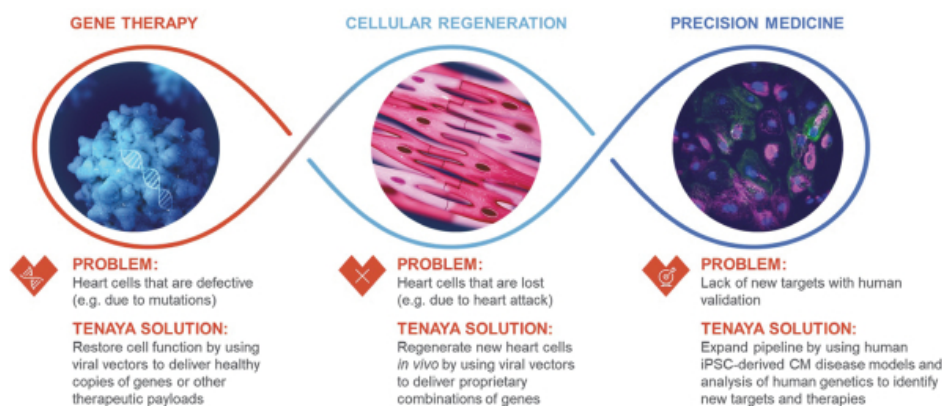 GENE THERAPY
PROBLEM:
Heart cells that are defective
(e.g. due to mutations)
TENAYA SOLUTION:
Restore cell function by using
viral vectors to deliver healthy
copies of genes or other
therapeutic payloads
CELLULAR REGENERATION
PROBLEM:
Heart cells that are lost
(e.g. due to heart attack)
TENAYA SOLUTION:
Regenerate new heart cells
in vivo by using viral vectors
to deliver proprietary
combinations of genes
PRECISION MEDICINE
PROBLEM:
Lack of new targets with human
validation
TENAYA SOLUTION:
Expand pipeline by using human
iPSC-derived CM disease models and
analysis of human genetics to identify
new targets and therapies